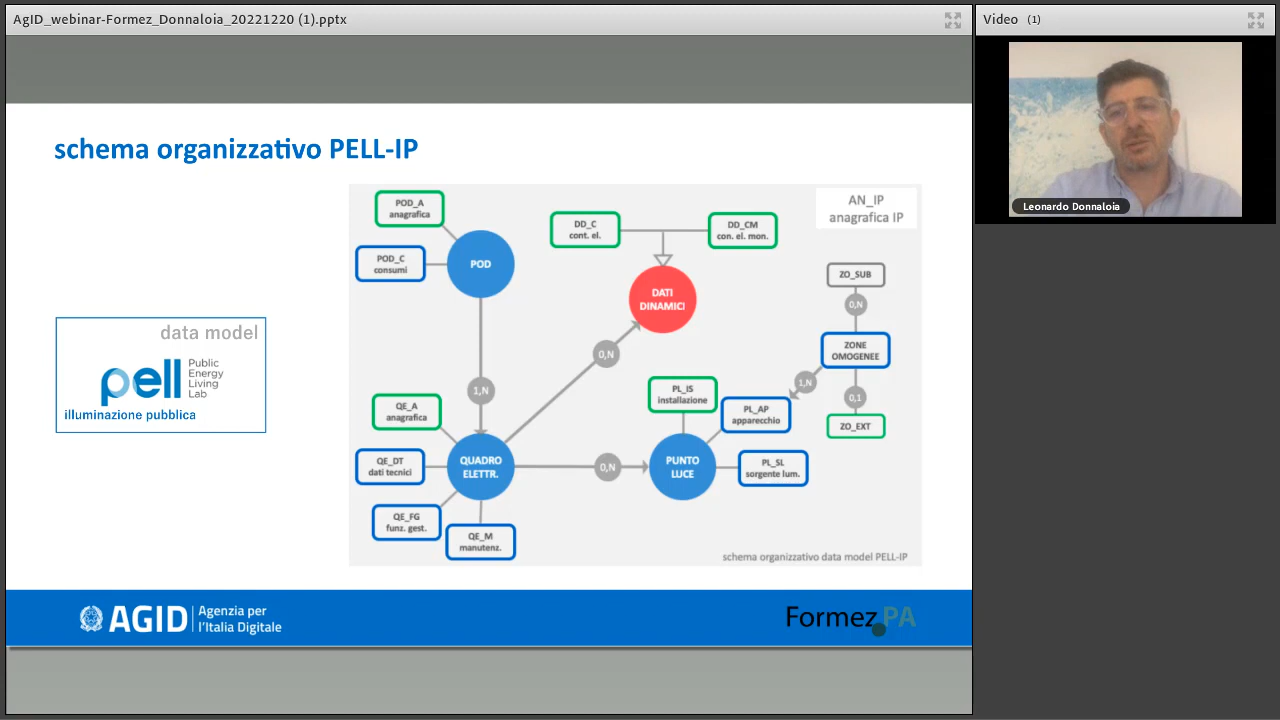 AgID_webinar-Formez_Donnaloia_20221220 (1).pptx
Video (1)
Leonardo Donnaloia
schema organizzativo PELL-IP
data model
pell
Public
Energy
Living
Lab
illuminazione pubblica
AN_IP
anagrafica IP
POD_A
anagrafica
POD_C
consumi
POD
DD_C
cont. el.
DD_CM
con. el. mon.
DATI
DINAMICI
ZO_SUB
0,N
ZONE
OMOGENEE
1,N
0,1
ZO_EXT
0,N
1,N
PL_IS
installazione
PL_AP
apparecchio
QE_A
anagrafica
QE_DT
dati tecnici
QUADRO
ELETTR.
0,N
PUNTO
LUCE
PL_SL
sorgente lum.
QE_FG
funz. gest.
QE_M
manutenz.
schema organizzativo data model PELL-IP
AGID
Agenzia per
l'Italia Digitale
Formez PA